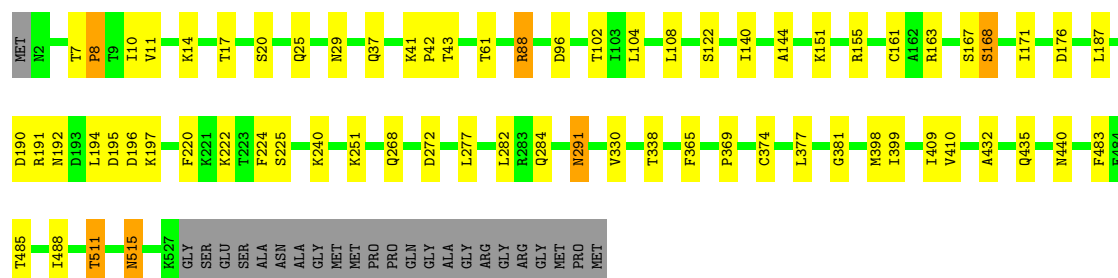 MET N2 T7 P8 T9 I10 V11 K14 T17 S20 Q25 N29 Q37 K41 P42 T43 T61 R88 D96 T102 I103 L104 L108 S122 I140 A144 K151 R155 C161 A162 R163 S167 S168 I171 D176 L187
D190 R191 N192 D193 L194 D195 D196 K197 F220 K221 K222 T223 F224 S225 K240 K251 Q268 D272 L277 L282 R283 Q284 N291 V330 T338 F365 P369 C374 L377 G381 M398 I399 I409 V410 A432 Q435 N440 F483
T485 I488 T511 N515 K527 GLY SER GLU SER ALA ASN ALA GLY MET MET PRO PRO GLN GLY ALA GLY ARG GLY ARG GLY MET PRO MET